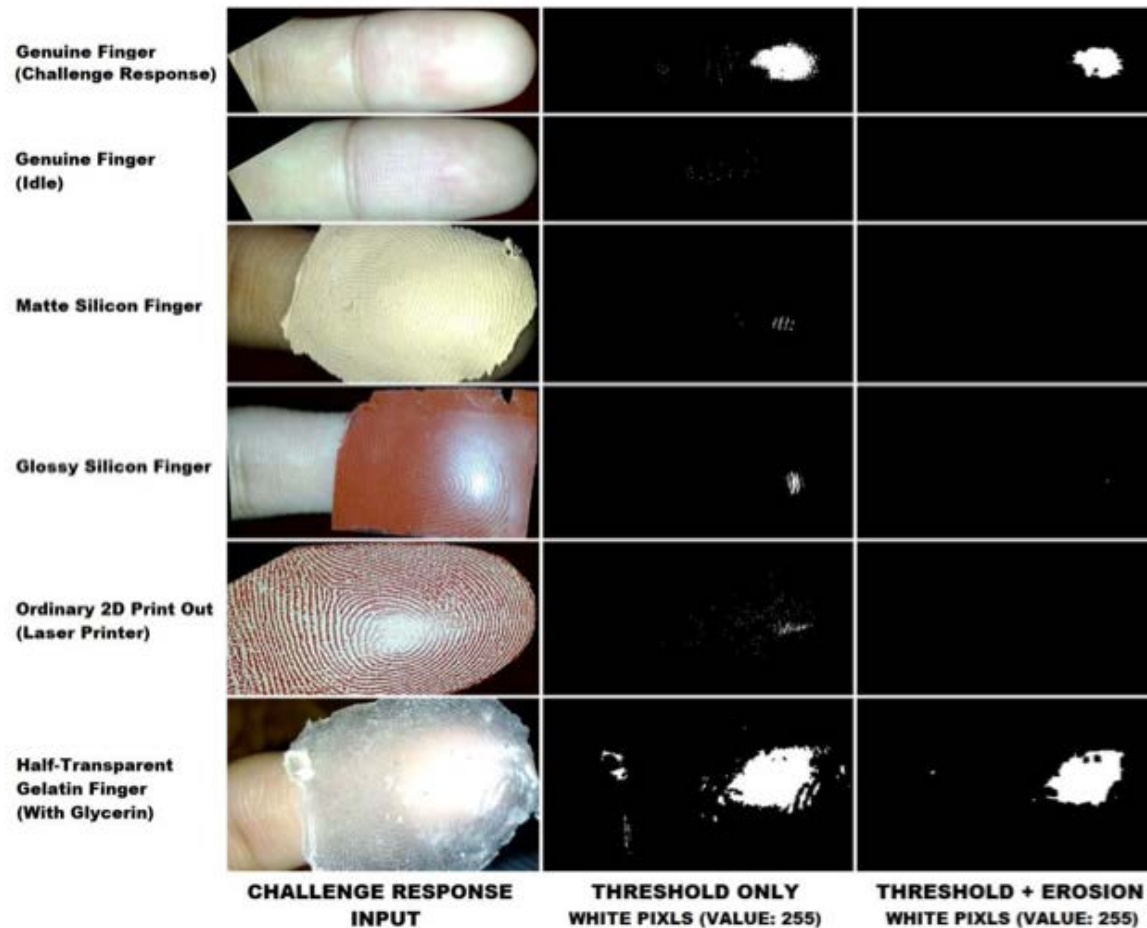 Genuine Finger
(Challenge Response)
Genuine Finger
(Idle)
Matte Silicon Finger
Glossy Silicon Finger
Ordinary 2D Print Out
(Laser Printer)
Half-Transparent
Gelatin Finger
(With Glycerin)
CHALLENGE RESPONSE
INPUT
THRESHOLD ONLY
WHITE PIXLS (VALUE: 255)
THRESHOLD + EROSION
WHITE PIXLS (VALUE: 255)